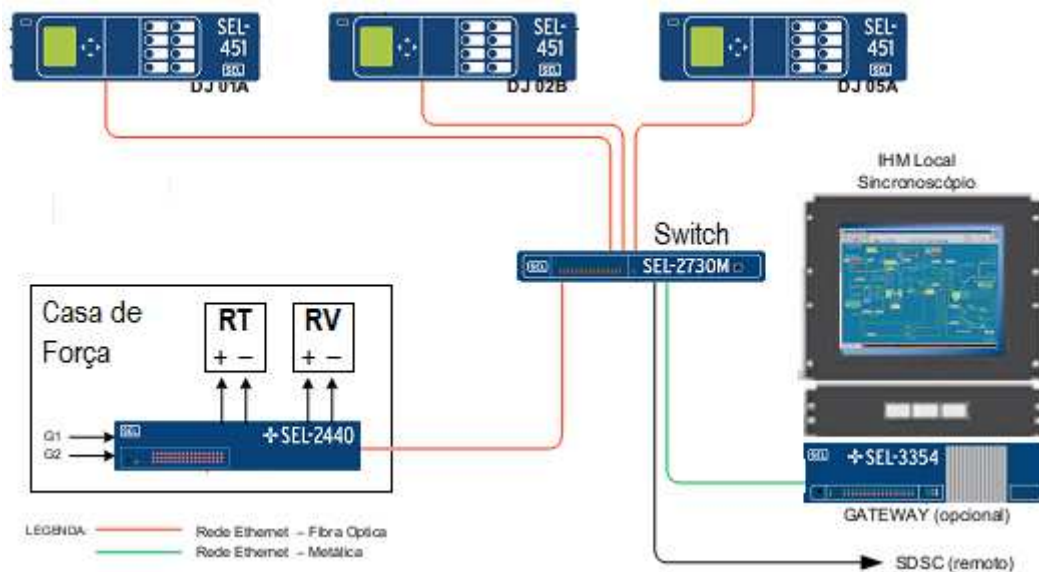 SEL-
451
SEL
DJ 01A
SEL-
451
SEL
DJ 02B
SEL-
451
SEL
DJ 05A
IHM Local
Sincronoscópio
Switch
SEL
SEL-2730M
Casa de
Força
RT
+ −
RV
+ −
G1
G2
SEL
SEL-2440
SEL
SEL-3354
GATEWAY (opcional)
SDSC (remoto)
LEGENDA:
Rede Ethernet – Fibra Optica
Rede Ethernet – Metálica